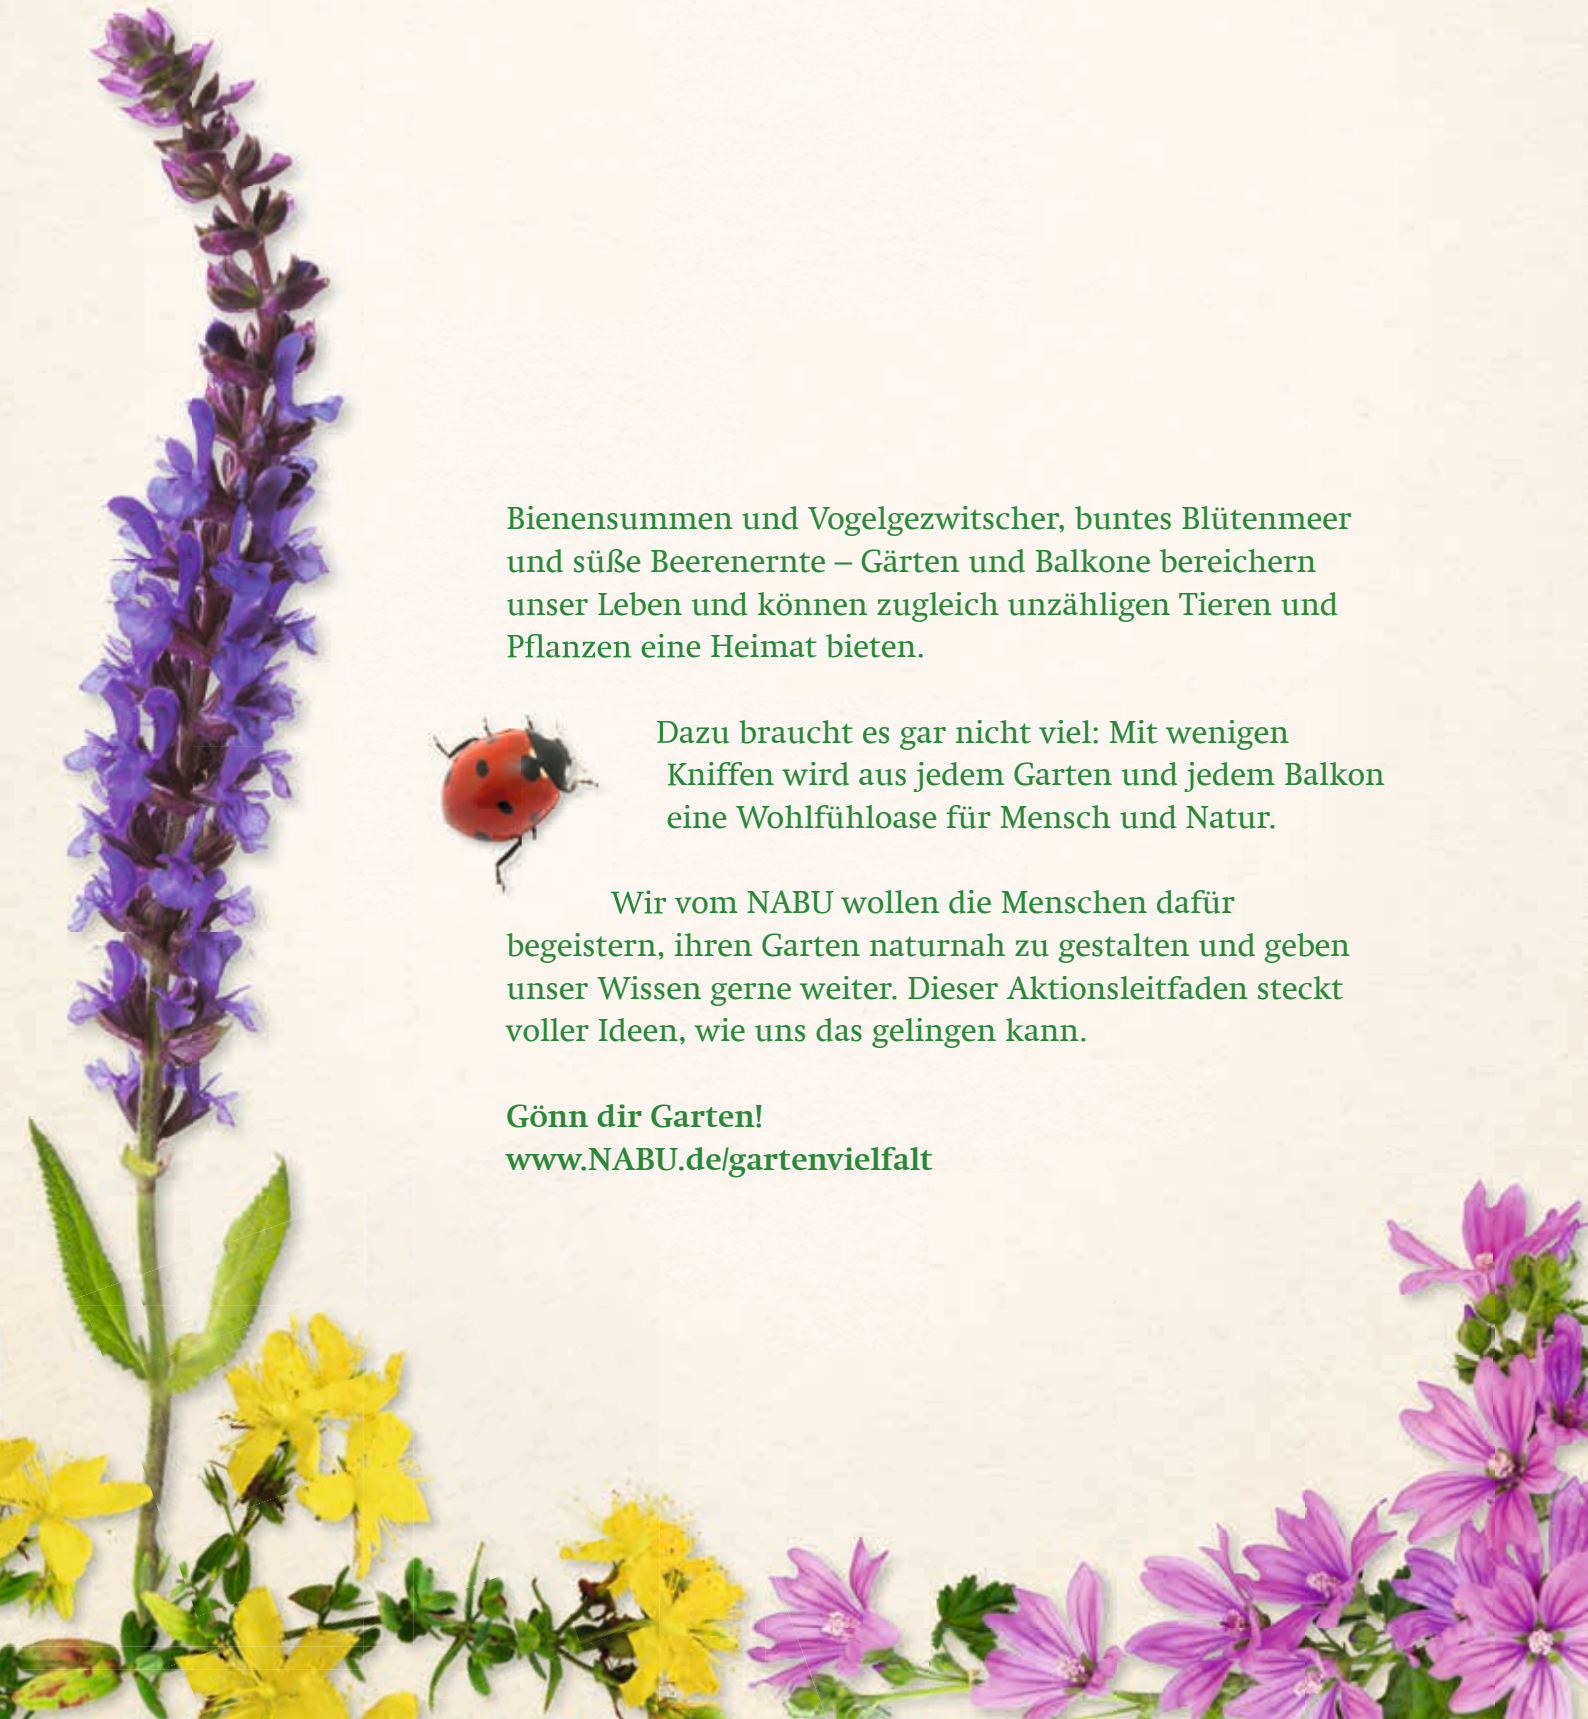 Bienensummen und Vogelgezwitscher, buntes Blütenmeer
und süße Beerenernte – Gärten und Balkone bereichern
unser Leben und können zugleich unzähligen Tieren und
Pflanzen eine Heimat bieten.
Dazu braucht es gar nicht viel: Mit wenigen
Kniffen wird aus jedem Garten und jedem Balkon
eine Wohlfühloase für Mensch und Natur.
Wir vom NABU wollen die Menschen dafür
begeistern, ihren Garten naturnah zu gestalten und geben
unser Wissen gerne weiter. Dieser Aktionsleitfaden steckt
voller Ideen, wie uns das gelingen kann.
Gönn dir Garten!
www.NABU.de/gartenvielfalt